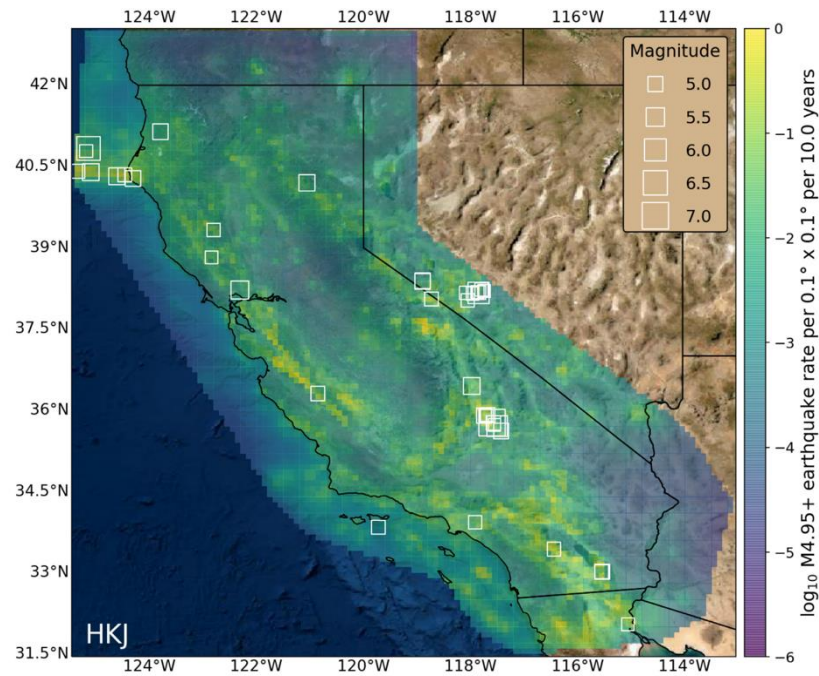 124°W 122°W 120°W 118°W 116°W 114°W
42°N
40.5°N
39°N
37.5°N
36°N
34.5°N
33°N
31.5°N
Magnitude
5.0
5.5
6.0
6.5
7.0
HKJ
124°W 122°W 120°W 118°W 116°W 114°W
0
−1
−2
−3
−4
−5
−6
log₁₀ M4.95+ earthquake rate per 0.1° x 0.1° per 10.0 years